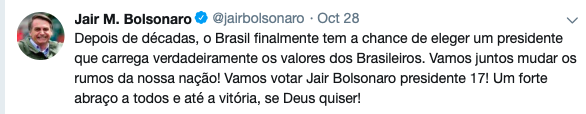 Jair M. Bolsonaro @jairbolsonaro · Oct 28
Depois de décadas, o Brasil finalmente tem a chance de eleger um presidente
que carrega verdadeiramente os valores dos Brasileiros. Vamos juntos mudar os
rumos da nossa nação! Vamos votar Jair Bolsonaro presidente 17! Um forte
abraço a todos e até a vitória, se Deus quiser!